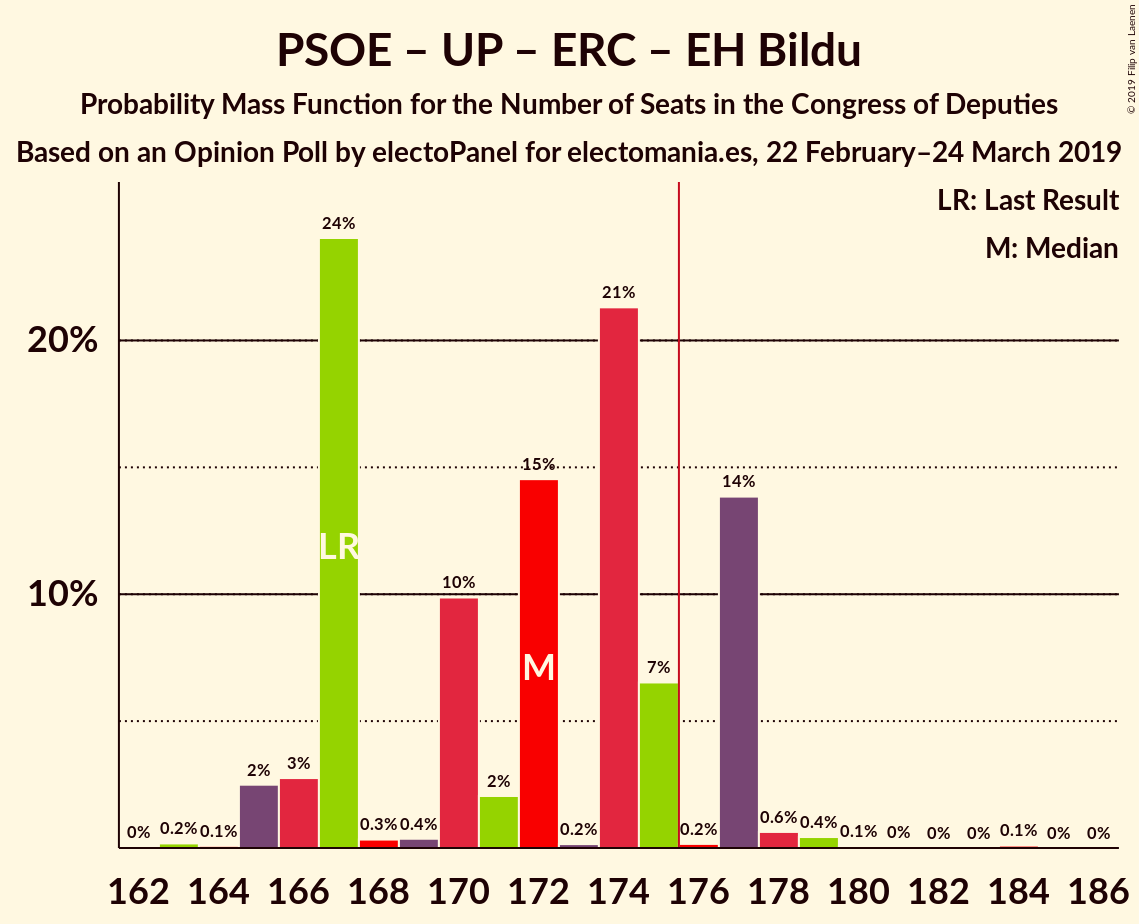 PSOE – UP – ERC – EH Bildu
Probability Mass Function for the Number of Seats in the Congress of Deputies
Based on an Opinion Poll by electoPanel for electomania.es, 22 February–24 March 2019
© 2019 Filip van Laenen
LR: Last Result
M: Median
20%
10%
0% 0.2% 0.1% 2% 3% 24% 0.3% 0.4% 10% 2% 15% 0.2% 21% 7% 0.2% 14% 0.6% 0.4% 0.1% 0% 0% 0% 0.1% 0% 0%
LR
M
162 164 166 168 170 172 174 176 178 180 182 184 186